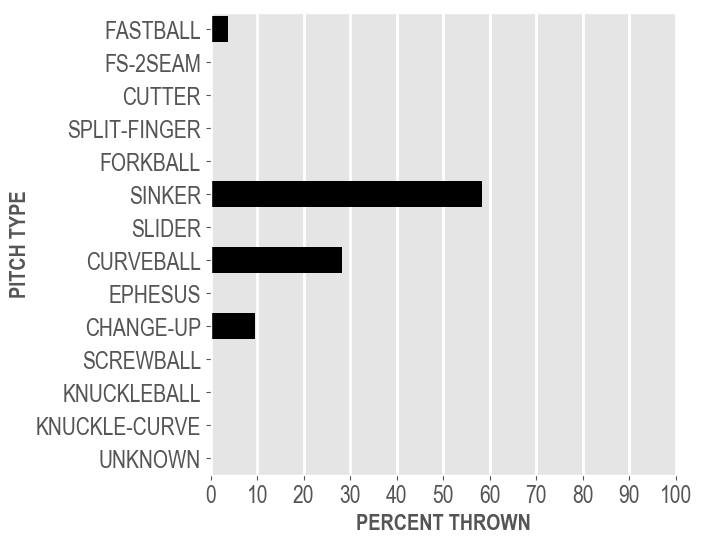 FASTBALL
FS-2SEAM
CUTTER
SPLIT-FINGER
FORKBALL
SINKER
SLIDER
CURVEBALL
EPHESUS
CHANGE-UP
SCREWBALL
KNUCKLEBALL
KNUCKLE-CURVE
UNKNOWN
PITCH TYPE
0 10 20 30 40 50 60 70 80 90 100
PERCENT THROWN